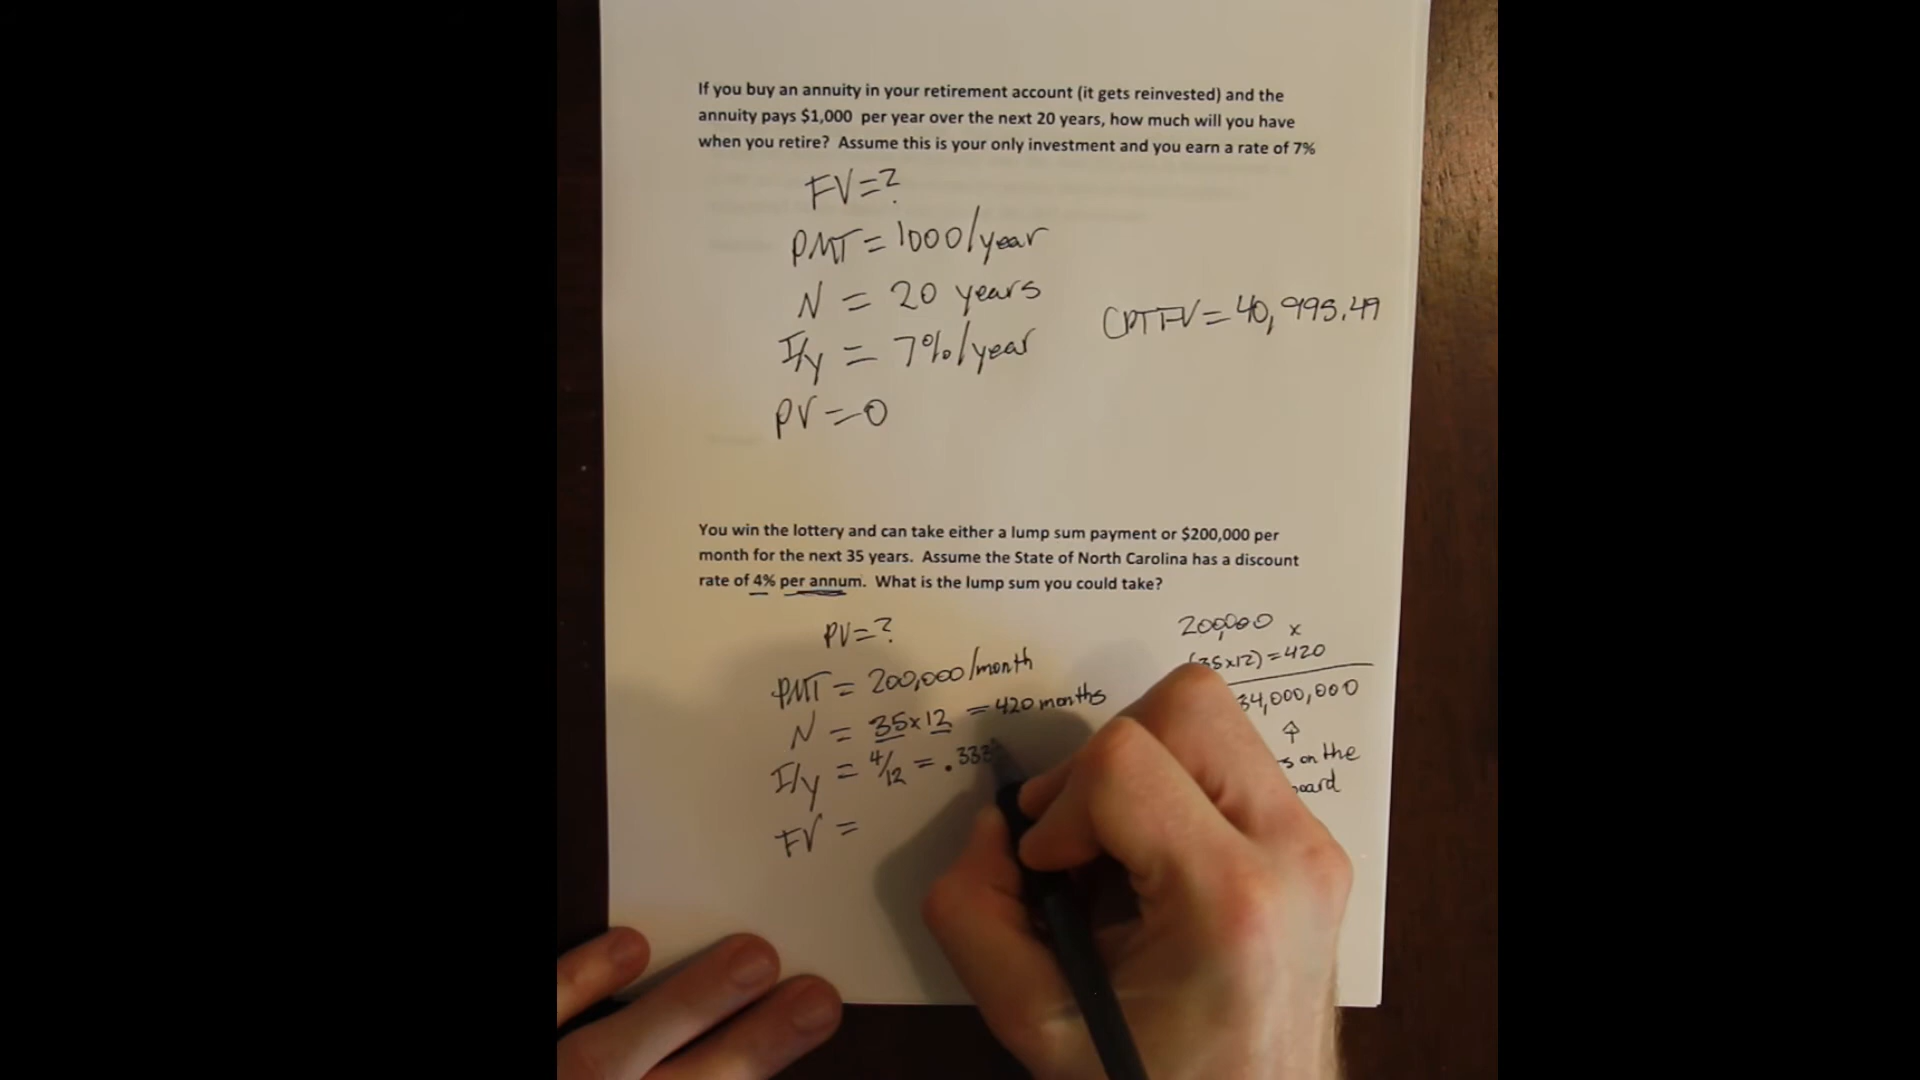 If you buy an annuity in your retirement account (it gets reinvested) and the
annuity pays $1,000 per year over the next 20 years, how much will you have
when you retire? Assume this is your only investment and you earn a rate of 7%
FV=?
PMT = 1000/year
N = 20 years
I/y = 7%/year
PV=0
CPT FV = 40,995.49
You win the lottery and can take either a lump sum payment or $200,000 per
month for the next 35 years. Assume the State of North Carolina has a discount
rate of 4% per annum. What is the lump sum you could take?
PV=?
PMT = 200,000/month
N = 35x12 = 420 months
I/y = 4/12 = .333
FV =
200,000 x
35x12) = 420
84,000,000
on the